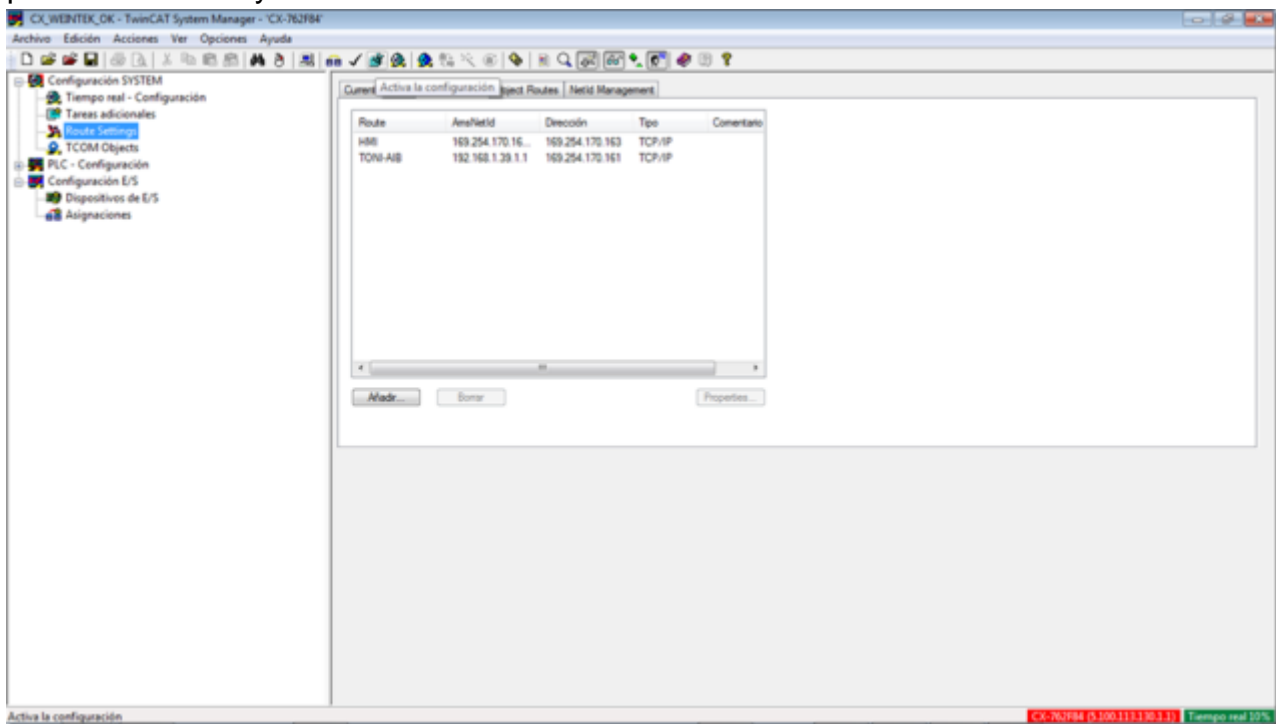 CX_WEINTEK_OK - TwinCAT System Manager - 'CX-762F84'
Archivo Edición Acciones Ver Opciones Ayuda
Configuración SYSTEM
Tiempo real - Configuración
Tareas adicionales
Route Settings
TCOM Objects
PLC - Configuración
Configuración E/S
Dispositivos de E/S
Asignaciones
Activa la configuración Routes NetId Management
Route AmsNetId Dirección Tipo Comentario
HMI 169.254.170.16... 169.254.170.163 TCP/IP
TONI-AIB 192.168.1.39.1.1 169.254.170.161 TCP/IP
Añadir... Borrar Properties...
Activa la configuración CX-762F84 (5.100.113.130.1.1) Tiempo real 10%